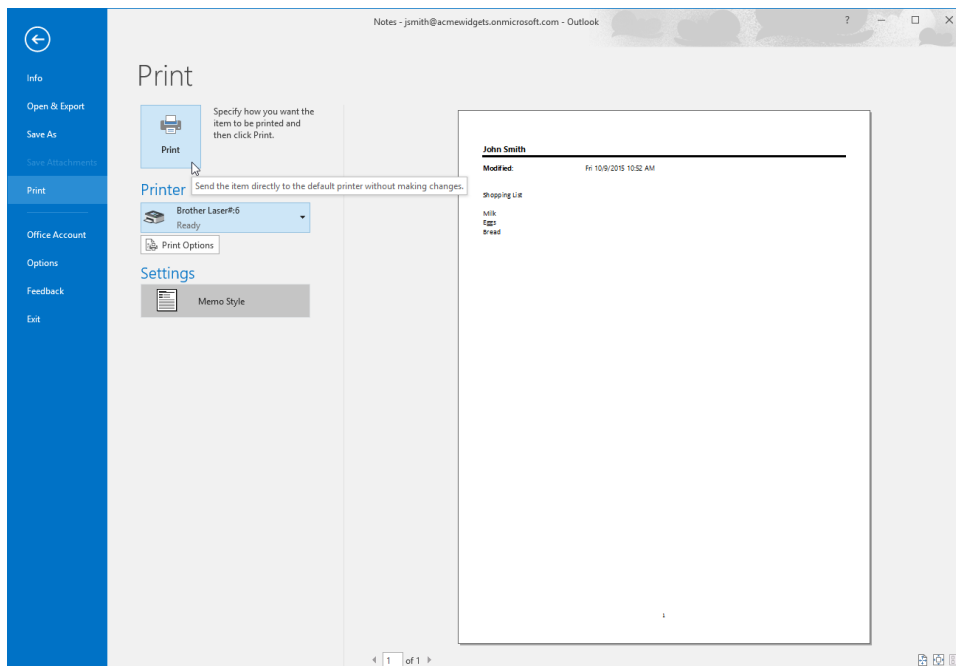 Notes - jsmith@acmewidgets.onmicrosoft.com - Outlook
?
Info
Open & Export
Save As
Save Attachments
Print
Office Account
Options
Feedback
Exit
Print
Print
Specify how you want the
item to be printed and
then click Print.
Send the item directly to the default printer without making changes.
Printer
Brother Laser#:6
Ready
Print Options
Settings
Memo Style
John Smith
Modified: Fri 10/9/2015 10:52 AM
Shopping List
Milk
Eggs
Bread
1
1 of 1